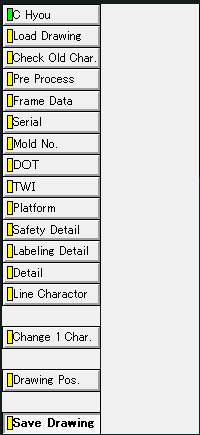 C Hyou
Load Drawing
Check Old Char.
Pre Process
Frame Data
Serial
Mold No.
DOT
TWI
Platform
Safety Detail
Labeling Detail
Detail
Line Charactor
Change 1 Char.
Drawing Pos.
Save Drawing